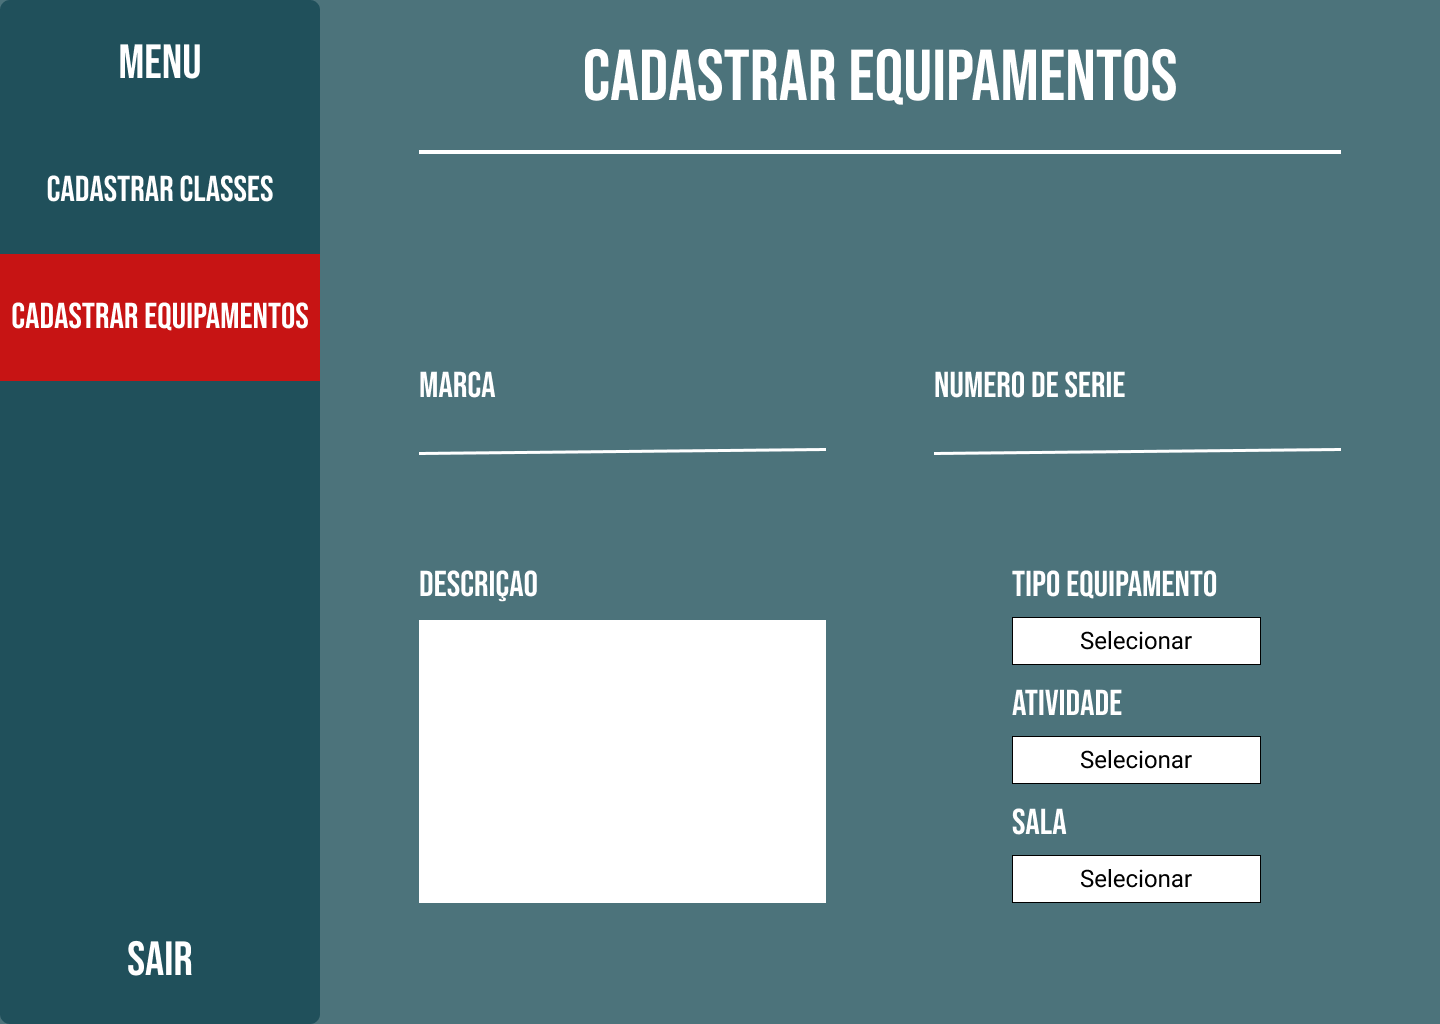 MENU
CADASTRAR CLASSES
CADASTRAR EQUIPAMENTOS
SAIR
CADASTRAR EQUIPAMENTOS
MARCA
NUMERO DE SERIE
DESCRIÇAO
TIPO EQUIPAMENTO
Selecionar
ATIVIDADE
Selecionar
SALA
Selecionar